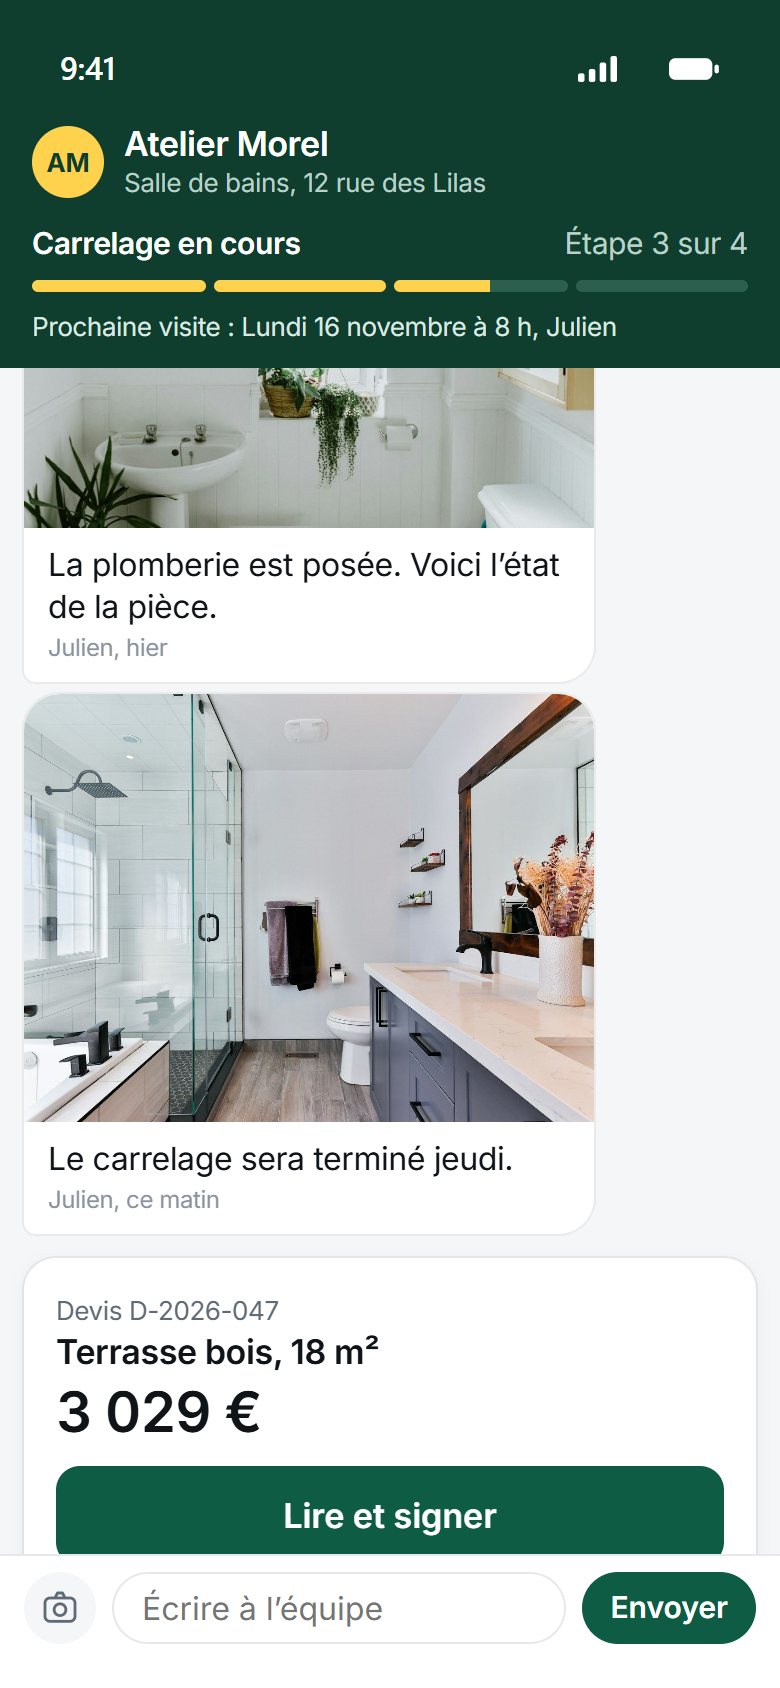 9:41
AM
Atelier Morel
Salle de bains, 12 rue des Lilas
Carrelage en cours
Étape 3 sur 4
Prochaine visite : Lundi 16 novembre à 8 h, Julien
La plomberie est posée. Voici l’état
de la pièce.
Julien, hier
Le carrelage sera terminé jeudi.
Julien, ce matin
Devis D-2026-047
Terrasse bois, 18 m²
3 029 €
Lire et signer
Écrire à l’équipe
Envoyer